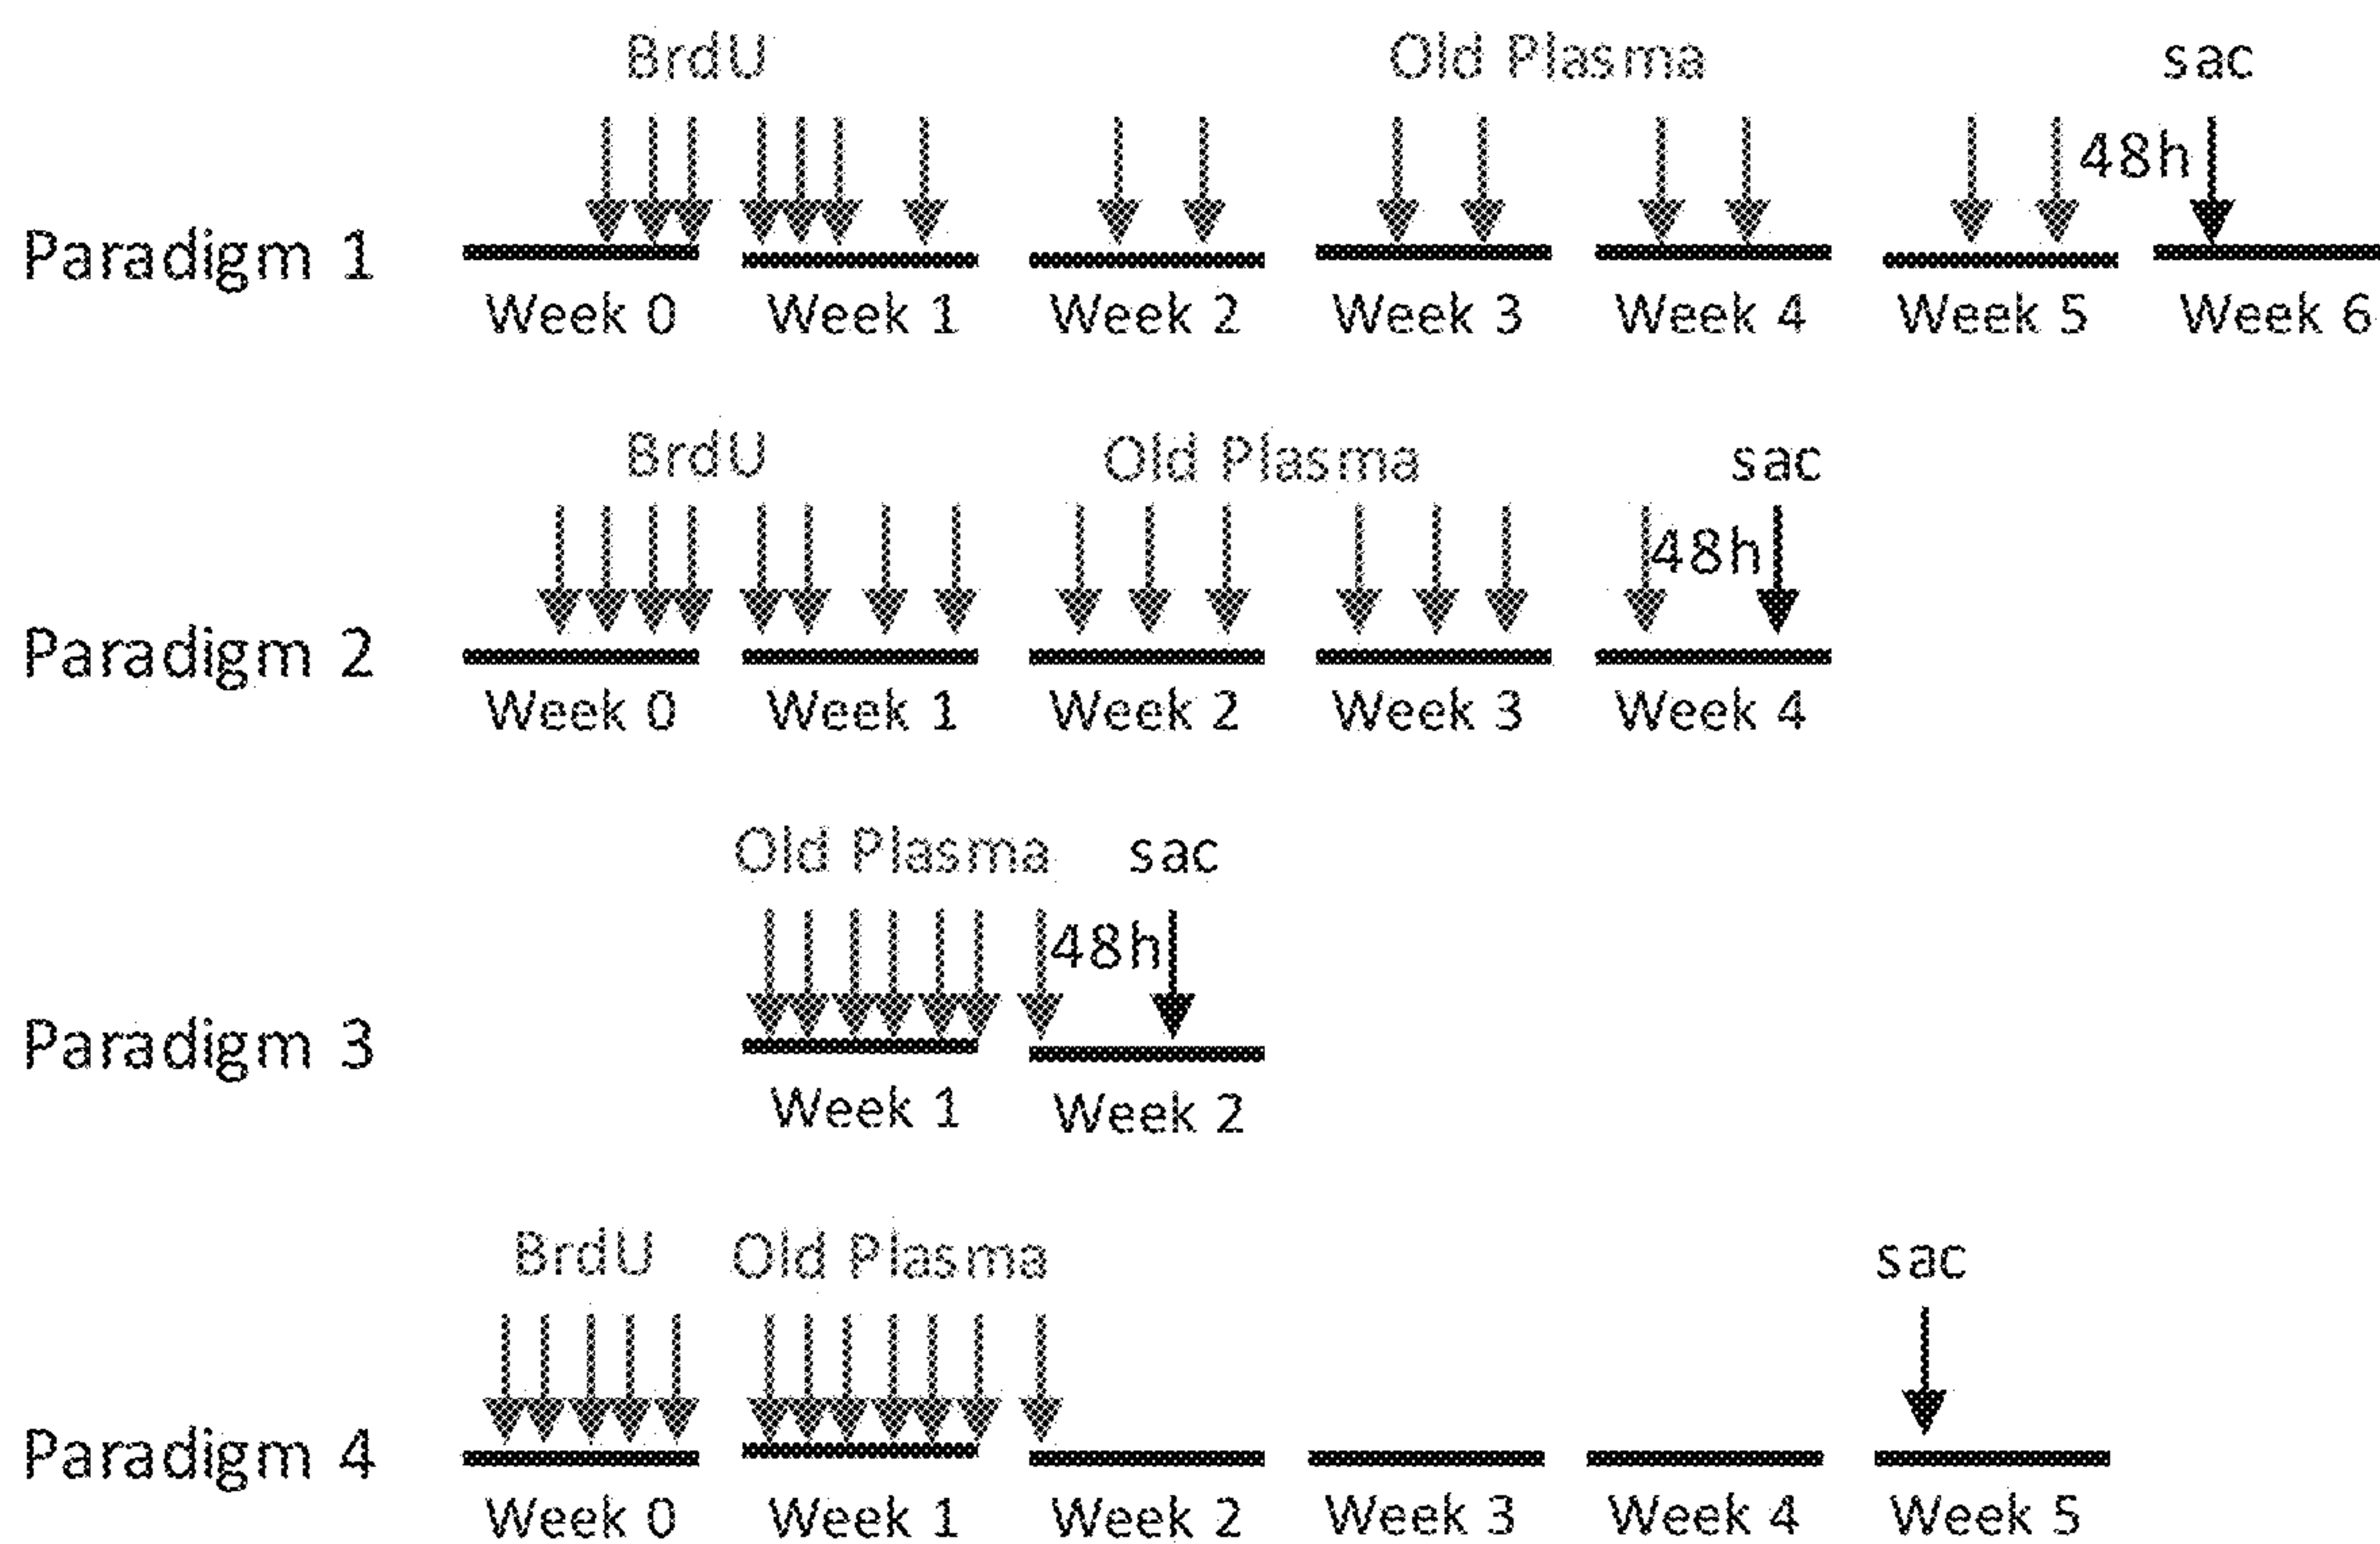 BrdU Old Plasma sac
48h
Paradigm 1
Week 0 Week 1 Week 2 Week 3 Week 4 Week 5 Week 6
BrdU Old Plasma sac
48h
Paradigm 2
Week 0 Week 1 Week 2 Week 3 Week 4
Old Plasma sac
48h
Paradigm 3
Week 1 Week 2
BrdU Old Plasma sac
Paradigm 4
Week 0 Week 1 Week 2 Week 3 Week 4 Week 5